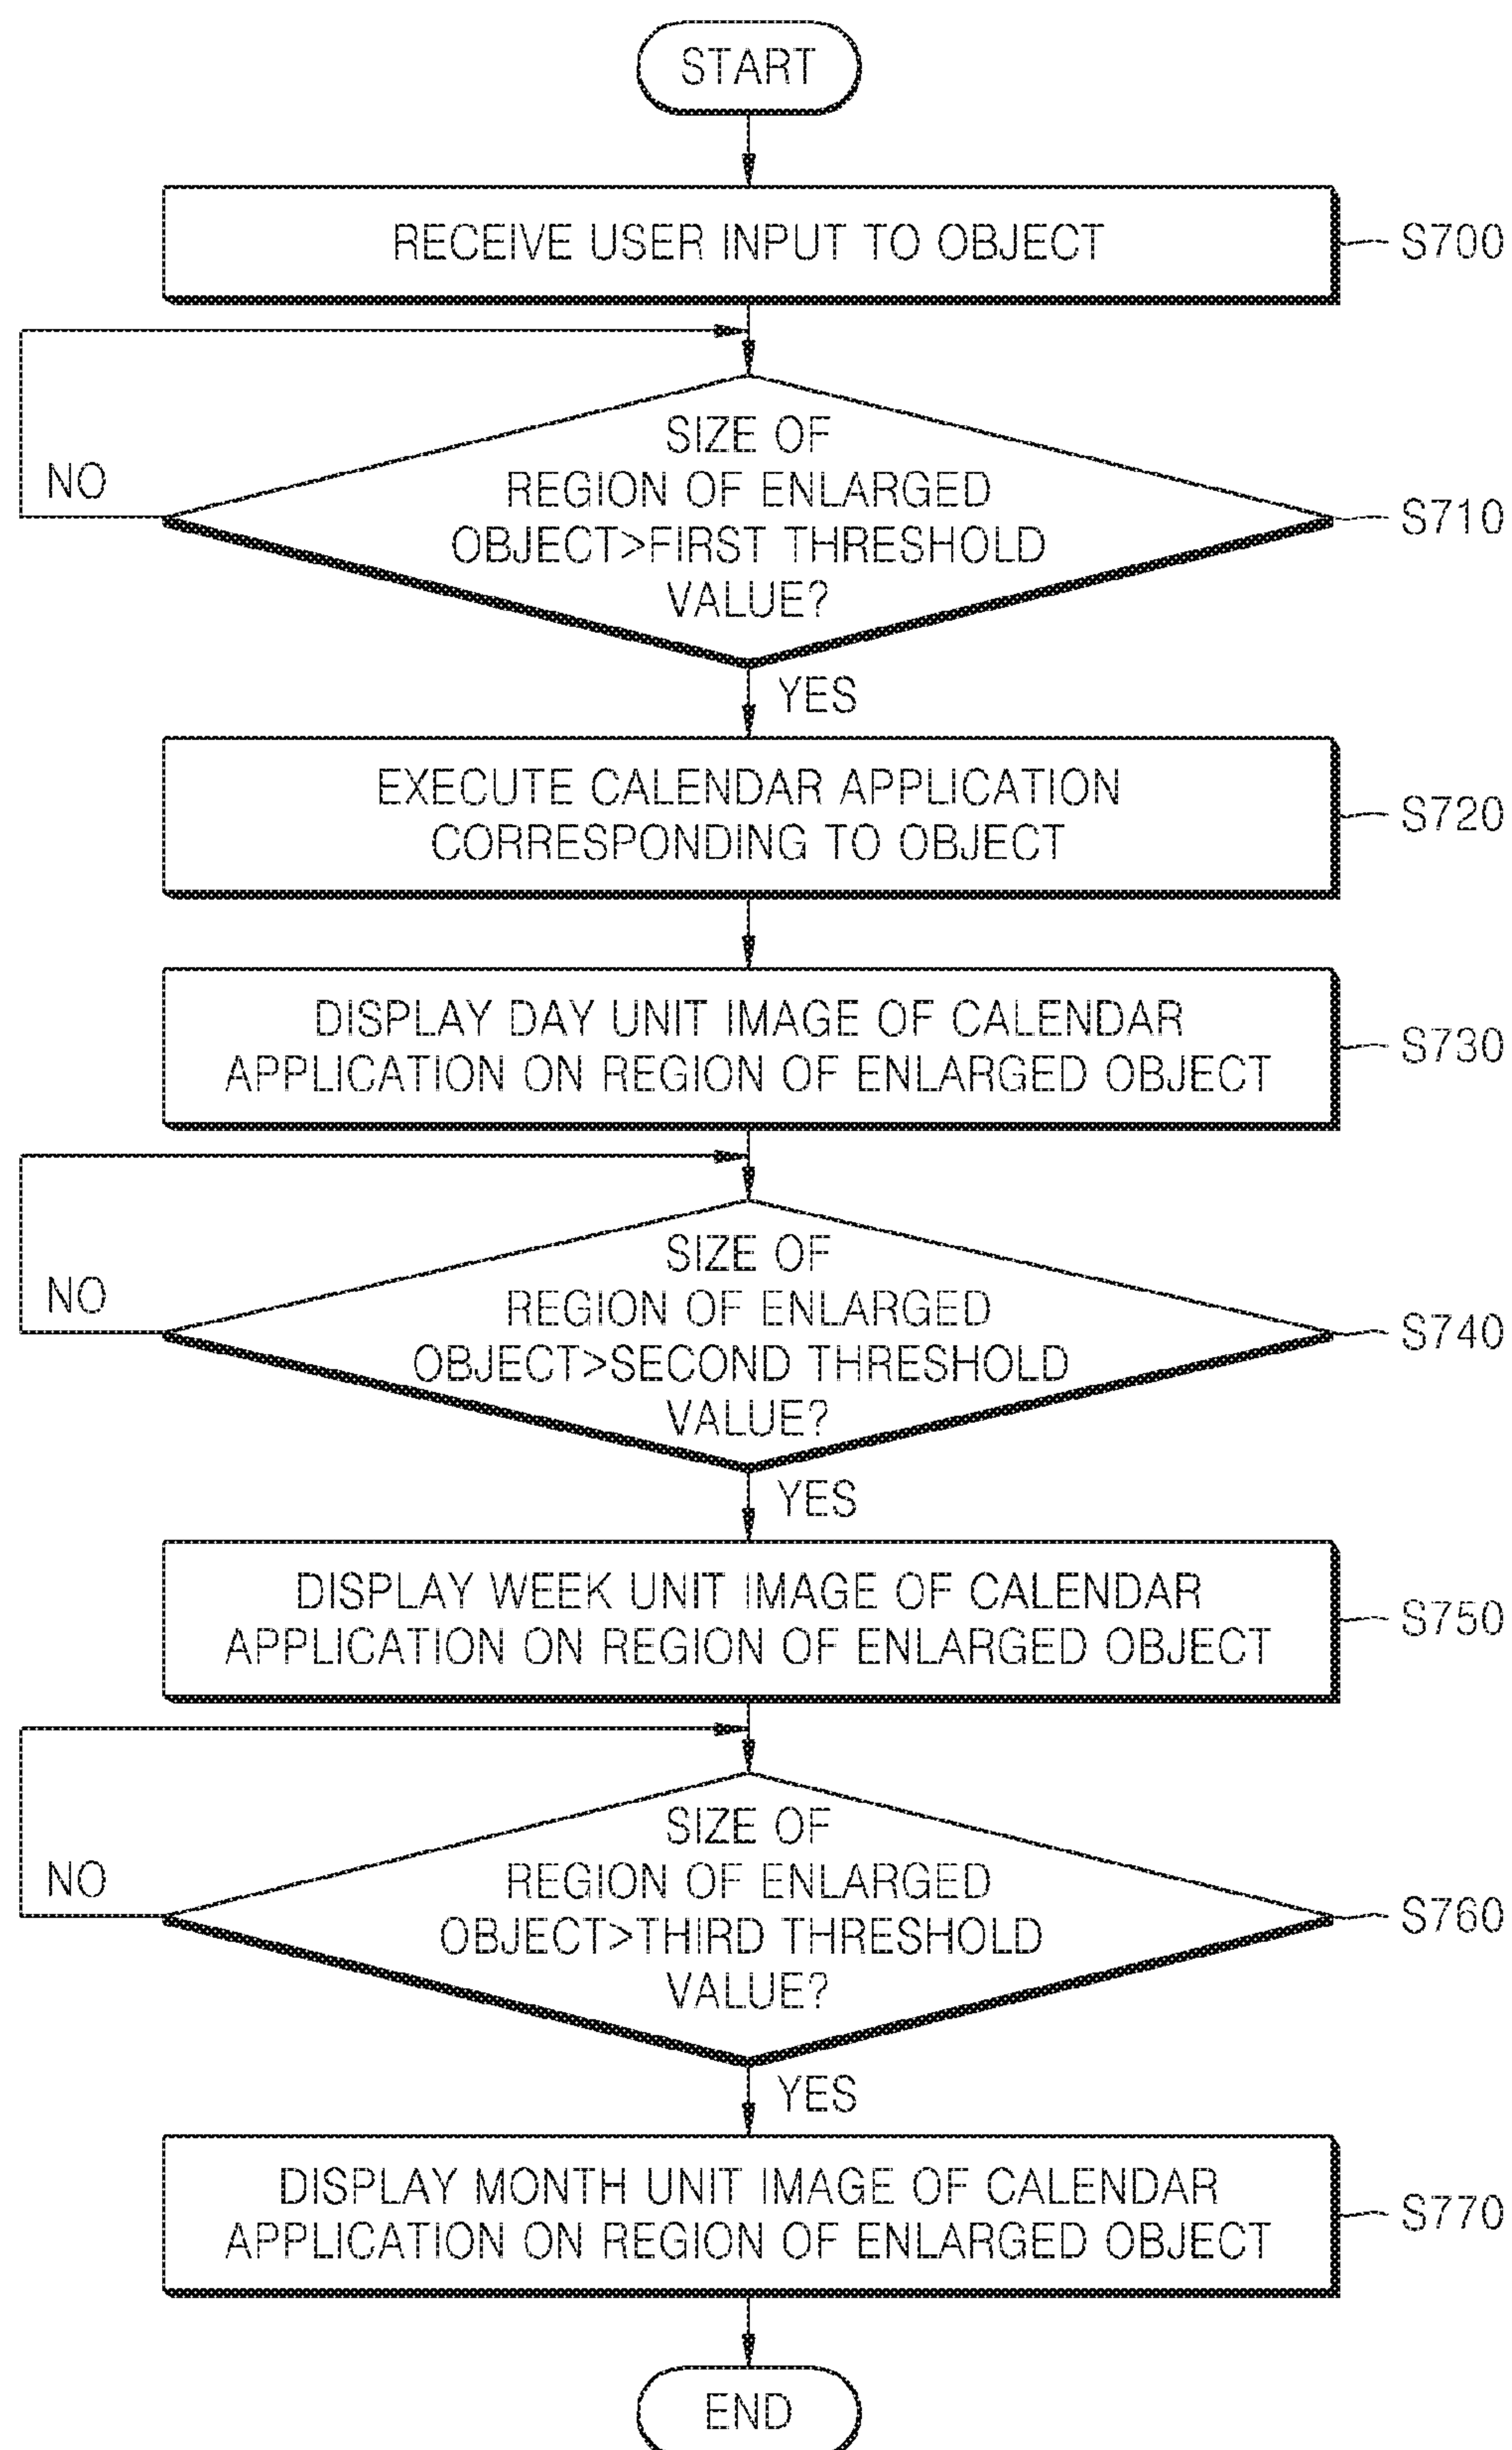 START
RECEIVE USER INPUT TO OBJECT
S700
SIZE OF
REGION OF ENLARGED
OBJECT>FIRST THRESHOLD
VALUE?
NO
S710
YES
EXECUTE CALENDAR APPLICATION
CORRESPONDING TO OBJECT
S720
DISPLAY DAY UNIT IMAGE OF CALENDAR
APPLICATION ON REGION OF ENLARGED OBJECT
S730
SIZE OF
REGION OF ENLARGED
OBJECT>SECOND THRESHOLD
VALUE?
NO
S740
YES
DISPLAY WEEK UNIT IMAGE OF CALENDAR
APPLICATION ON REGION OF ENLARGED OBJECT
S750
SIZE OF
REGION OF ENLARGED
OBJECT>THIRD THRESHOLD
VALUE?
NO
S760
YES
DISPLAY MONTH UNIT IMAGE OF CALENDAR
APPLICATION ON REGION OF ENLARGED OBJECT
S770
END